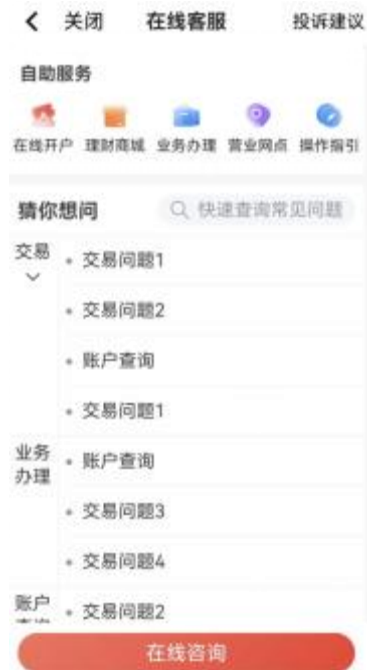 关闭 在线客服 投诉建议
自助服务
在线开户 理财商城 业务办理 营业网点 操作指引
猜你想问 快速查询常见问题
交易
交易问题1
交易问题2
账户查询
交易问题1
业务办理
账户查询
交易问题3
交易问题4
账户
交易问题2
在线咨询